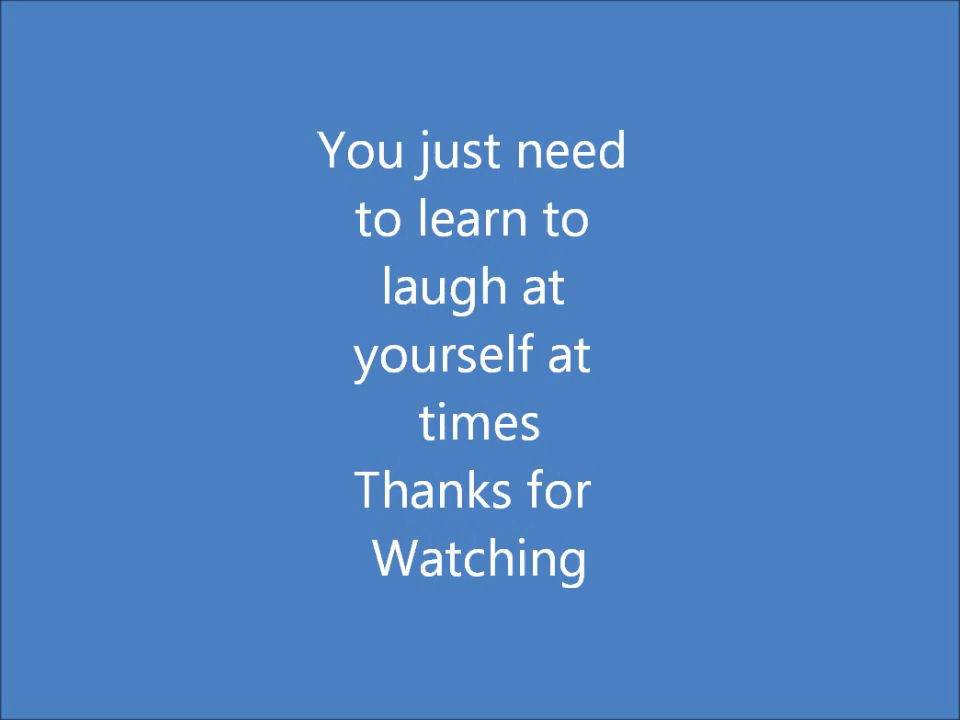 You just need
to learn to
laugh at
yourself at
times
Thanks for
Watching